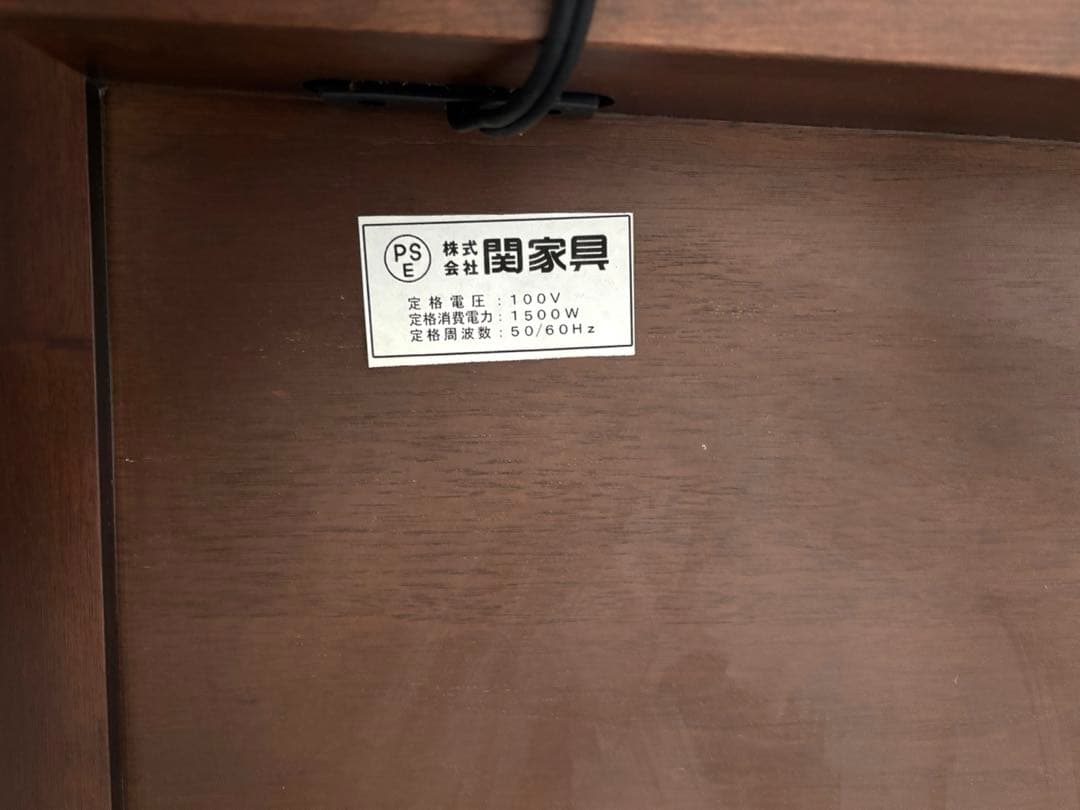 PS
E
株式
会社
関家具
定格電圧:100V
定格消費電力:1500W
定格周波数:50/60Hz